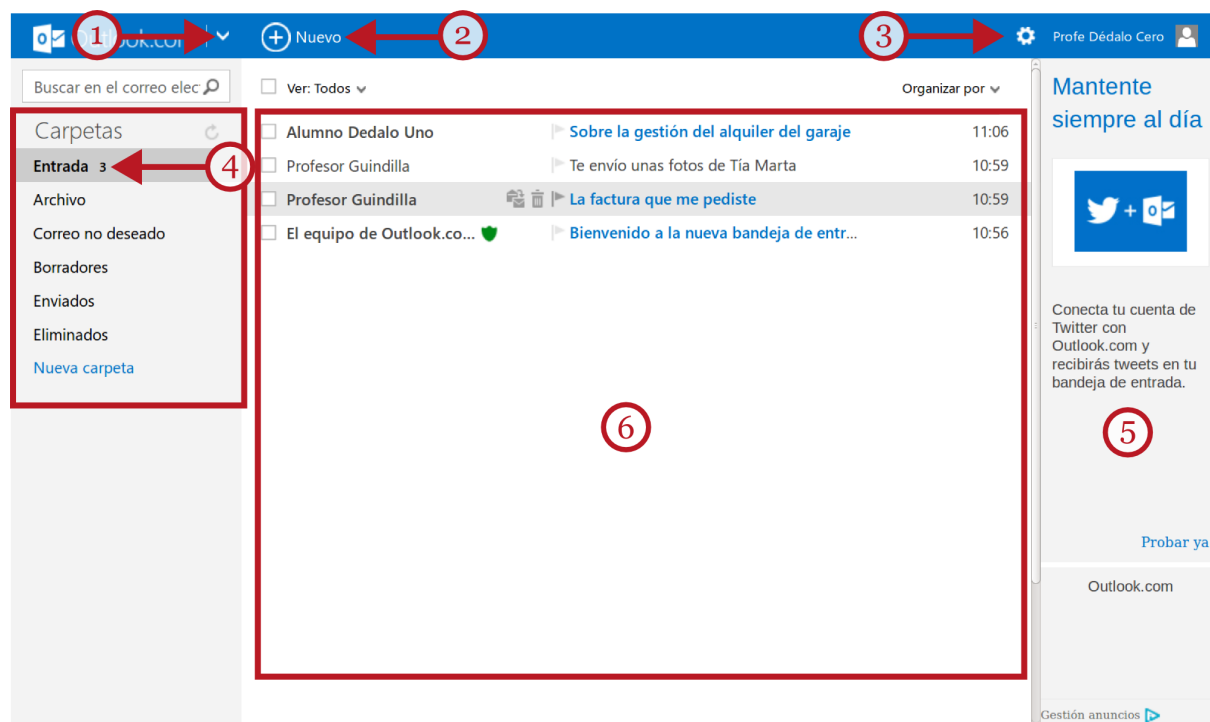 1
Outlook.com
Nuevo
2
3
Profe Dédalo Cero
Buscar en el correo elec
Ver: Todos
Organizar por
Carpetas
Entrada 3
4
Archivo
Correo no deseado
Borradores
Enviados
Eliminados
Nueva carpeta
Alumno Dedalo Uno Sobre la gestión del alquiler del garaje 11:06
Profesor Guindilla Te envío unas fotos de Tía Marta 10:59
Profesor Guindilla La factura que me pediste 10:59
El equipo de Outlook.co... Bienvenido a la nueva bandeja de entr... 10:56
6
Mantente
siempre al día
+
Conecta tu cuenta de
Twitter con
Outlook.com y
recibirás tweets en tu
bandeja de entrada.
5
Probar ya
Outlook.com
Gestión anuncios